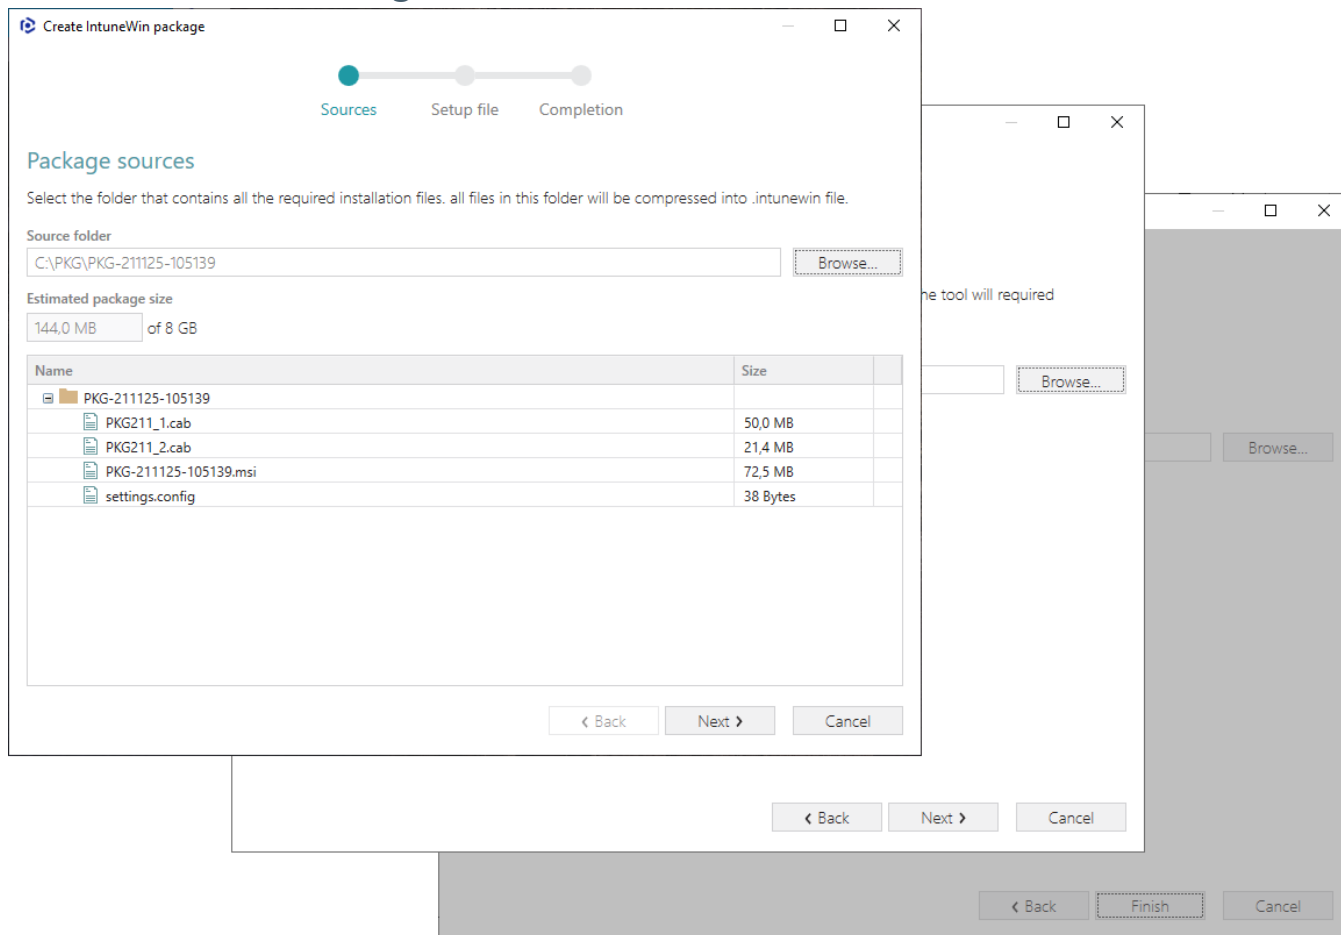 Create IntuneWin package
Sources Setup file Completion
Package sources
Select the folder that contains all the required installation files. all files in this folder will be compressed into .intunewin file.
Source folder
C:\PKG\PKG-211125-105139 Browse...
Estimated package size
144,0 MB of 8 GB
Name Size
PKG-211125-105139
PKG211_1.cab 50,0 MB
PKG211_2.cab 21,4 MB
PKG-211125-105139.msi 72,5 MB
settings.config 38 Bytes
Back Next Cancel
tool will required
Browse...
Back Next Cancel
Browse...
Back Finish Cancel